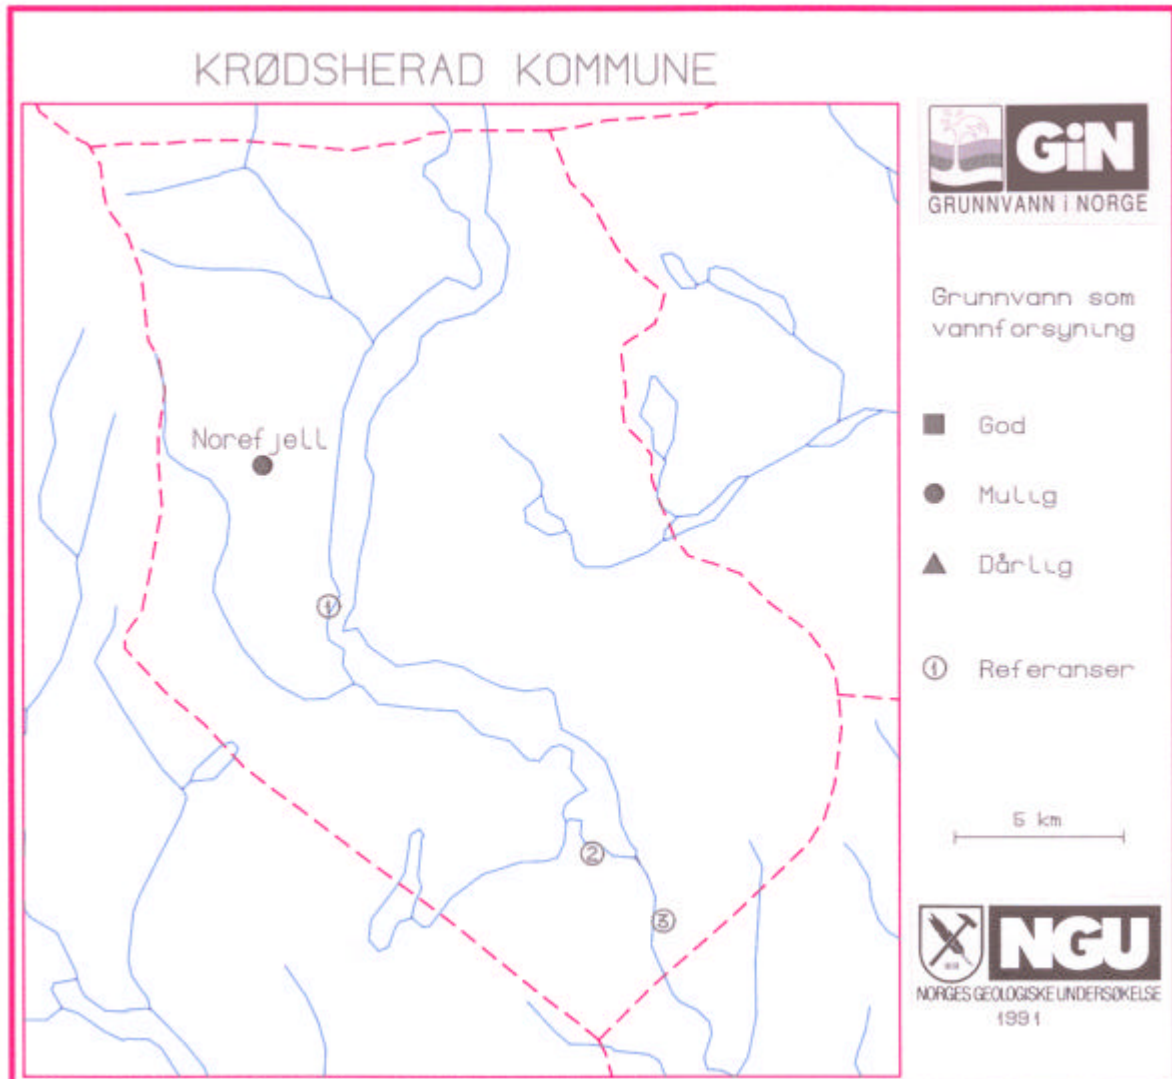 KRØDSHERAD KOMMUNE
GiN
GRUNNVANN i NORGE
Grunnvann som
vannforsyning
Norefjell
God
Mulig
Dårlig
1 Referanser
1
2
3
5 km
NGU
NORGES GEOLOGISKE UNDERSØKELSE
1991